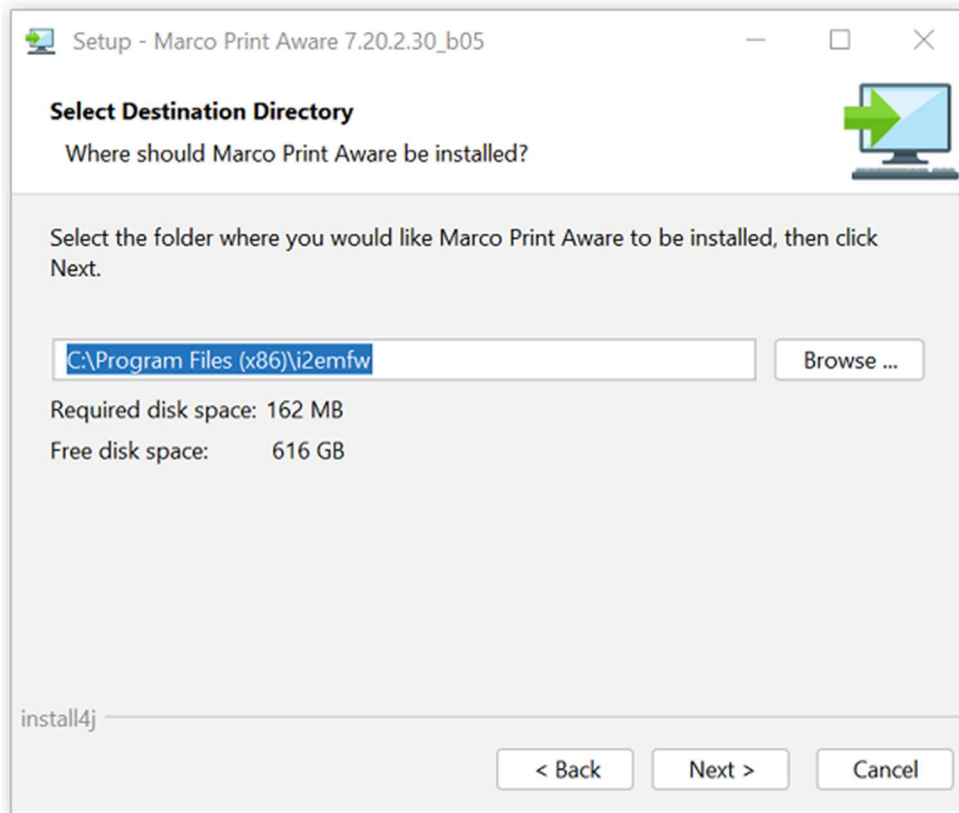 Setup - Marco Print Aware 7.20.2.30_b05
Select Destination Directory
Where should Marco Print Aware be installed?
Select the folder where you would like Marco Print Aware to be installed, then click
Next.
C:\Program Files (x86)\i2emfw
Browse ...
Required disk space: 162 MB
Free disk space: 616 GB
install4j
< Back
Next >
Cancel